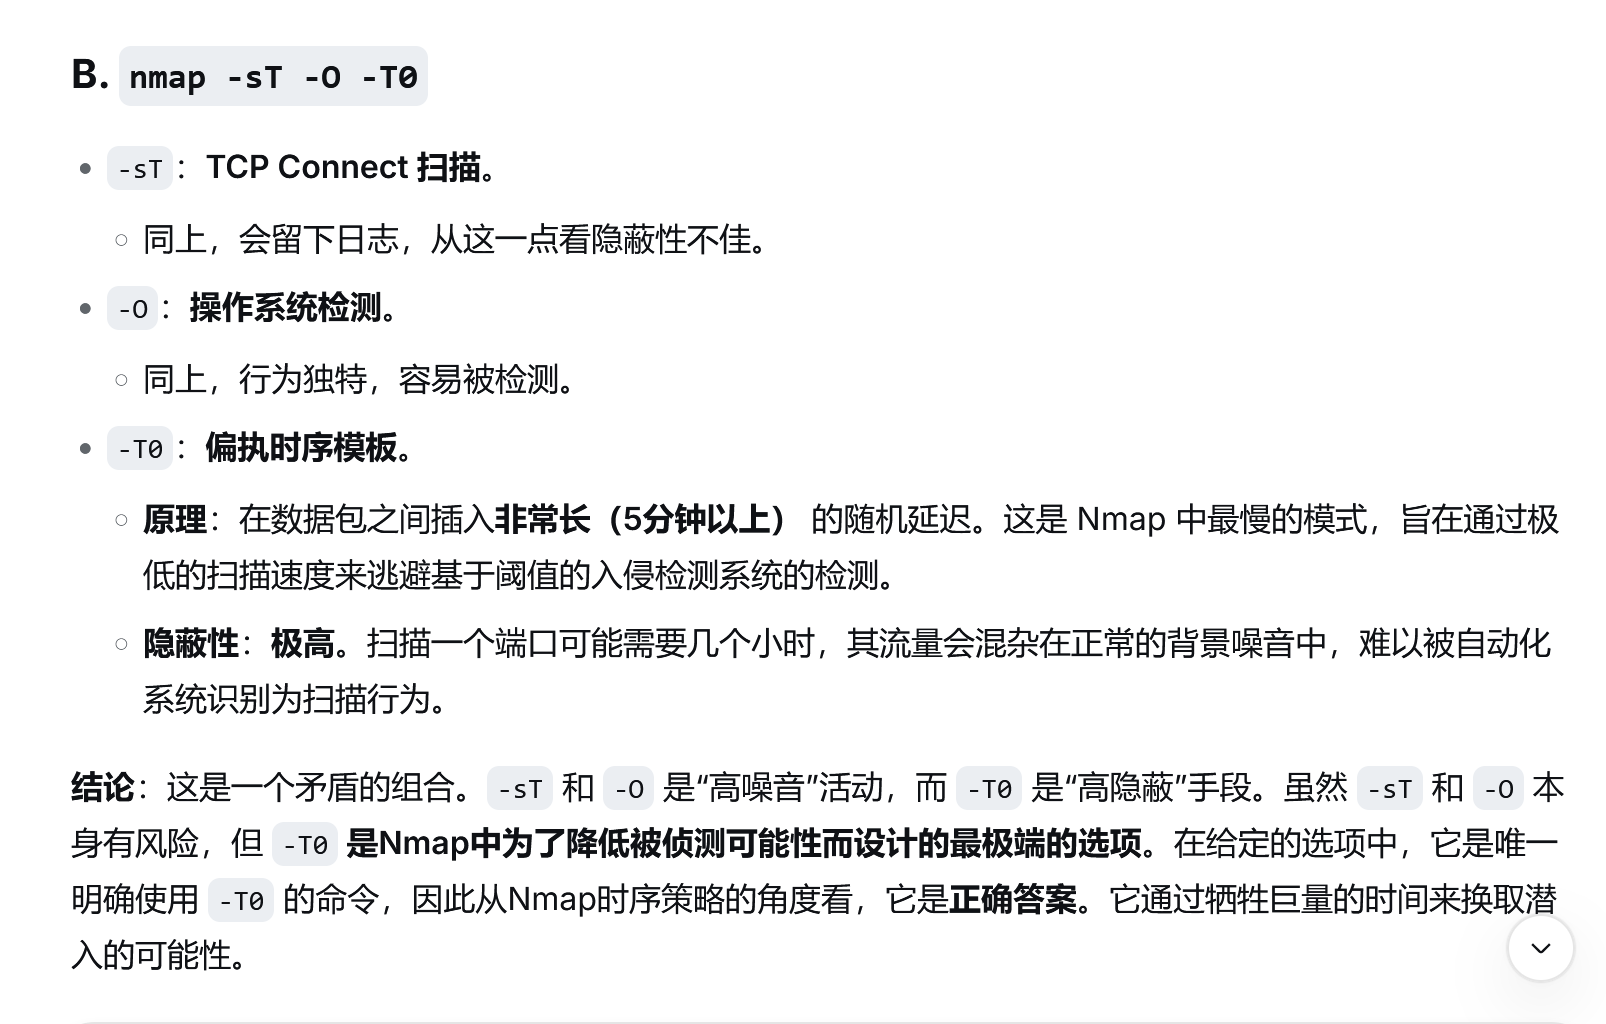 B. nmap -sT -O -T0
-sT：TCP Connect 扫描。
同上，会留下日志，从这一点看隐蔽性不佳。
-O：操作系统检测。
同上，行为独特，容易被检测。
-T0：偏执时序模板。
原理：在数据包之间插入非常长（5分钟以上） 的随机延迟。这是 Nmap 中最慢的模式，旨在通过极
低的扫描速度来逃避基于阈值的入侵检测系统的检测。
隐蔽性：极高。扫描一个端口可能需要几个小时，其流量会混杂在正常的背景噪音中，难以被自动化
系统识别为扫描行为。
结论：这是一个矛盾的组合。-sT 和 -O 是“高噪音”活动，而 -T0 是“高隐蔽”手段。虽然 -sT 和 -O 本
身有风险，但 -T0 是Nmap中为了降低被侦测可能性而设计的最极端的选项。在给定的选项中，它是唯一
明确使用 -T0 的命令，因此从Nmap时序策略的角度看，它是正确答案。它通过牺牲巨量的时间来换取潜
入的可能性。